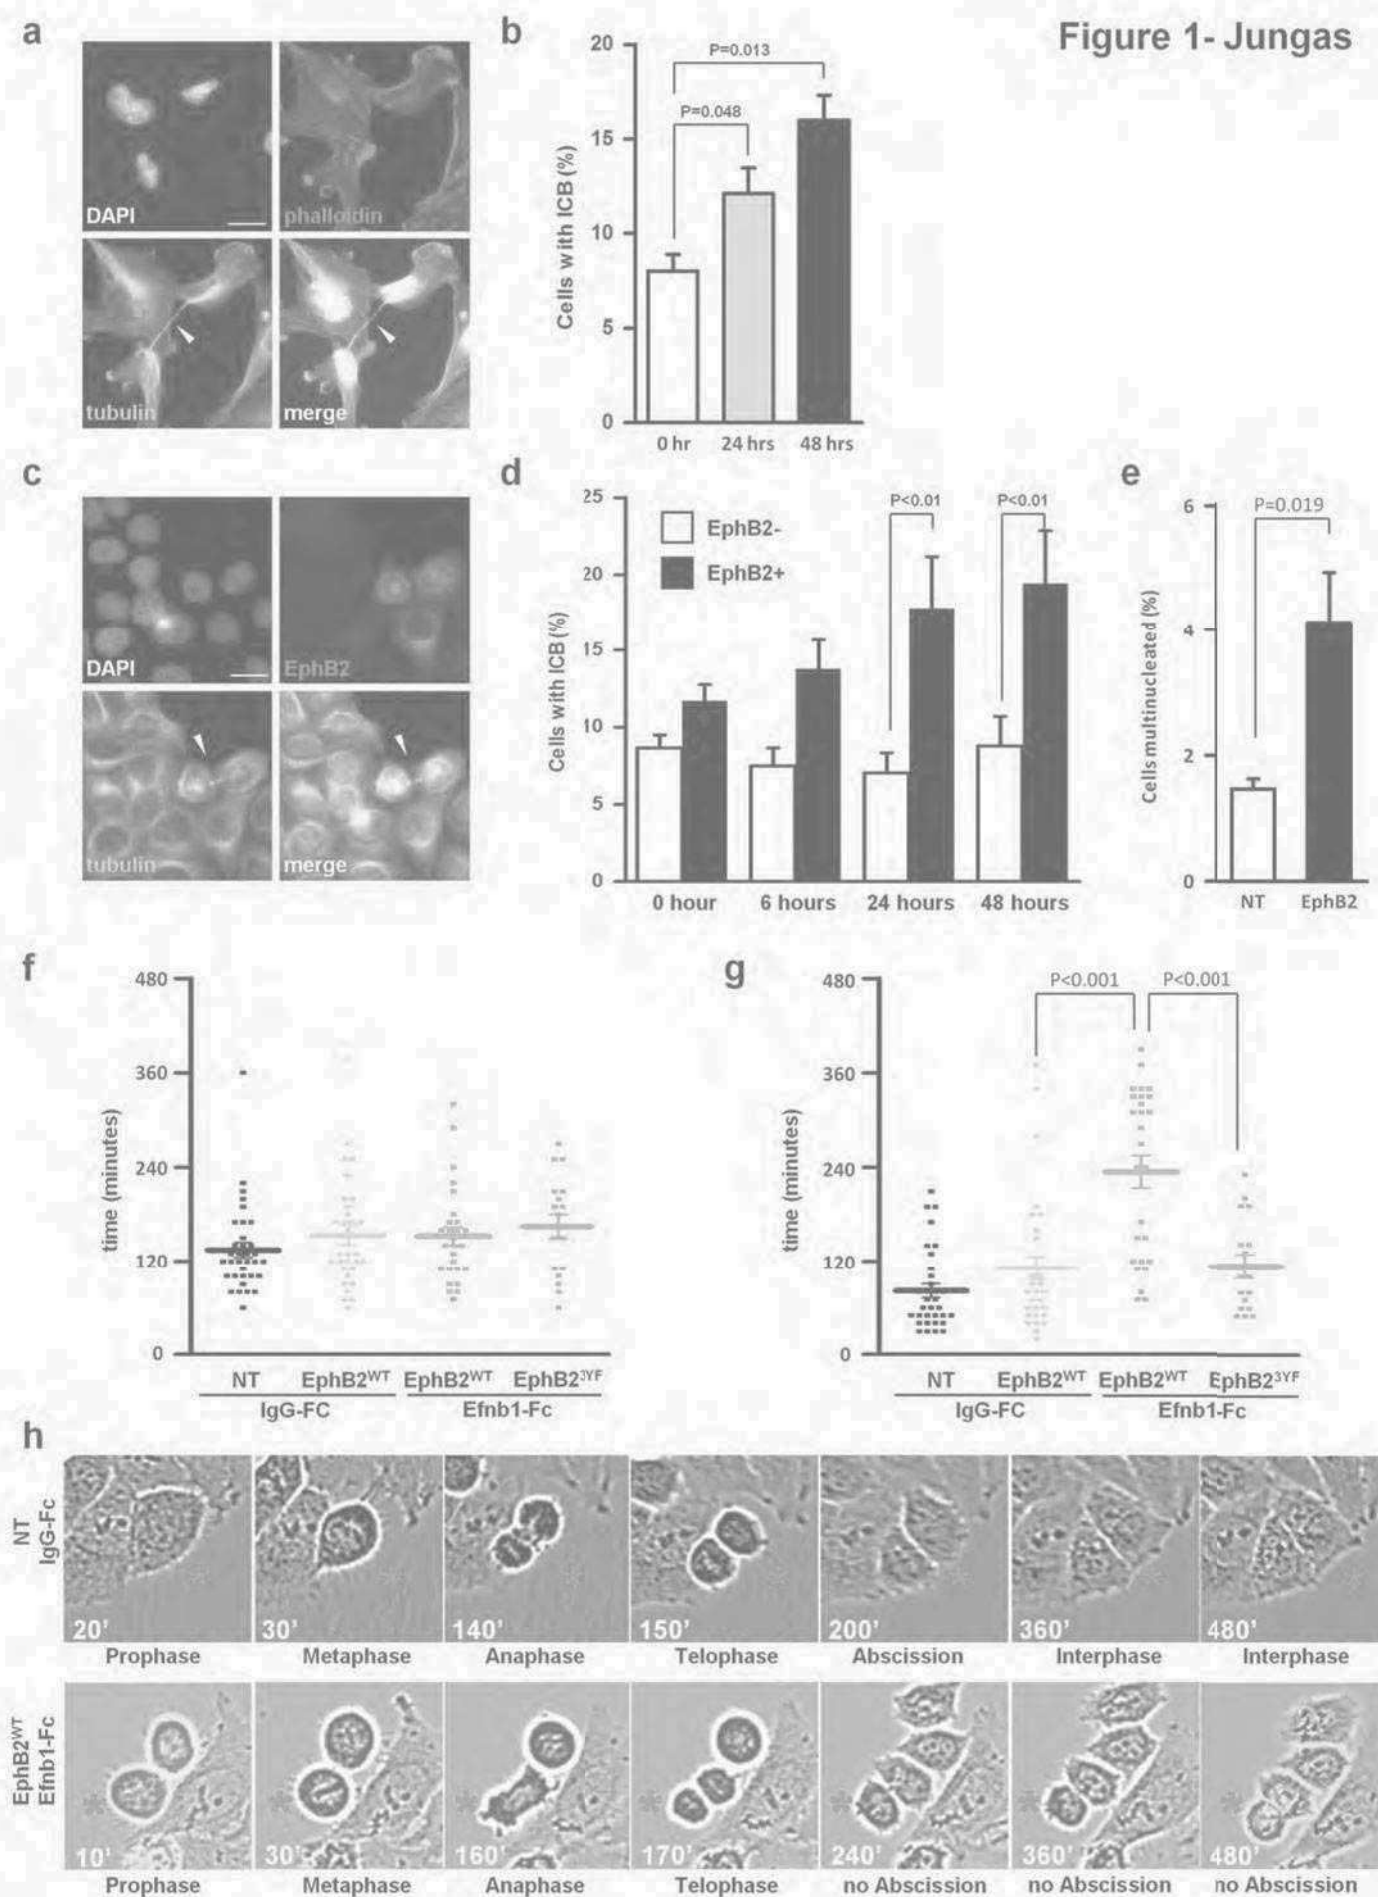 Figure 1- Jungas
a
DAPI
phalloidin
tubulin
merge
b
Cells with ICB (%)
20
15
10
5
0
P=0.013
P=0.048
0 hr 24 hrs 48 hrs
c
DAPI
EphB2
tubulin
merge
d
Cells with ICB (%)
25
20
15
10
5
0
EphB2-
EphB2+
P<0.01 P<0.01
0 hour 6 hours 24 hours 48 hours
e
Cells multinucleated (%)
6
4
2
0
P=0.019
NT EphB2
f
time (minutes)
480
360
240
120
0
NT EphB2WT EphB2WT EphB23YF
IgG-FC Efnb1-Fc
g
time (minutes)
480
360
240
120
0
P<0.001 P<0.001
NT EphB2WT EphB2WT EphB23YF
IgG-FC Efnb1-Fc
h
NT
IgG-Fc
20' 30' 140' 150' 200' 360' 480'
Prophase Metaphase Anaphase Telophase Abscission Interphase Interphase
EphB2WT
Efnb1-Fc
10' 30' 160' 170' 240' 360' 480'
Prophase Metaphase Anaphase Telophase no Abscission no Abscission no Abscission